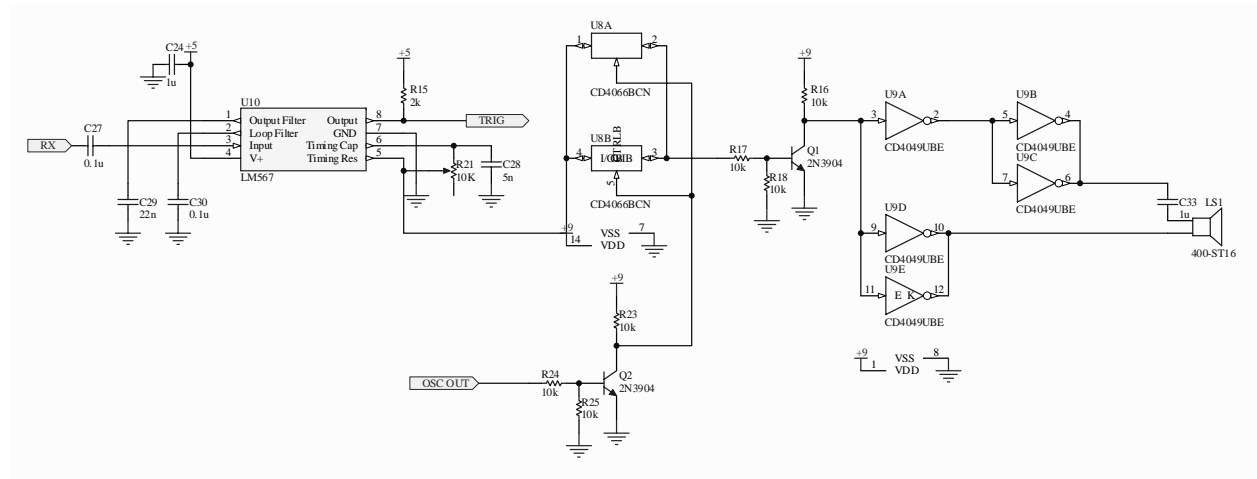 U8A
1
2
CD4066BCN
C24
+5
1u
+5
R15
2k
+9
R16
10k
U9A
3
2
CD4049UBE
U9B
5
4
CD4049UBE
U9C
7
6
CD4049UBE
U10
1
Output Filter
Output
8
2
Loop Filter
GND
7
3
Input
Timing Cap
6
4
V+
Timing Res
5
LM567
TRIG
RX
C27
0.1u
U8B
4
3
5
CD4066BCN
R17
10k
R18
10k
Q1
2N3904
R21
10K
C28
5n
C29
22n
C30
0.1u
+9
14
VSS
7
VDD
U9D
9
10
CD4049UBE
U9E
11
E K
12
CD4049UBE
C33
1u
LS1
400-ST16
+9
R23
10k
OSC OUT
R24
10k
Q2
2N3904
R25
10k
+9
1
VSS
8
VDD